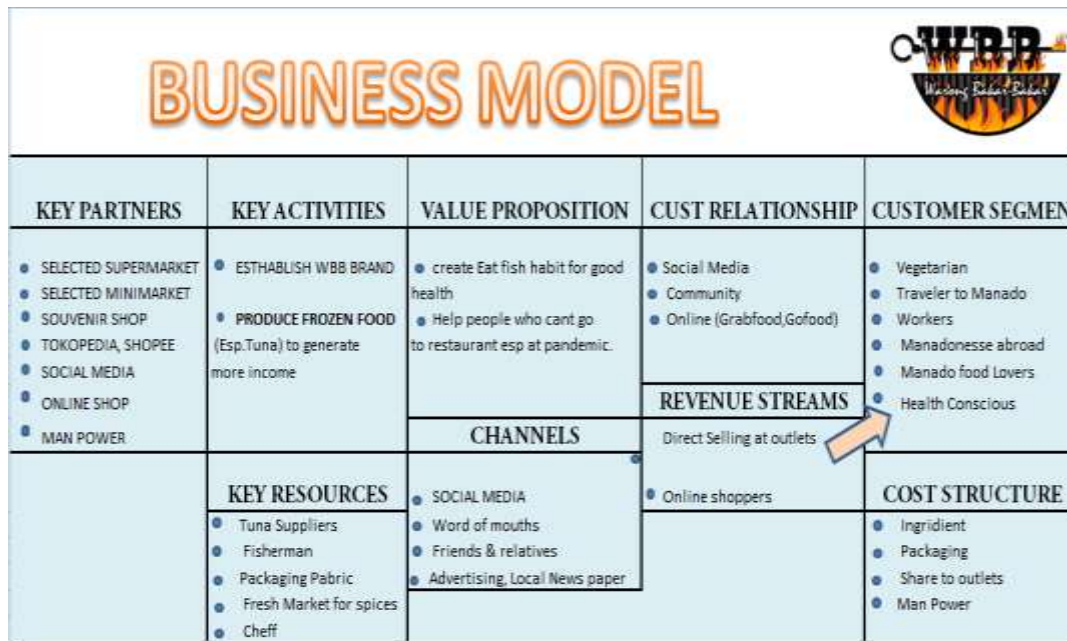 BUSINESS MODEL
WBB
Warong Bakar-Bakar
KEY PARTNERS
SELECTED SUPERMARKET
SELECTED MINIMARKET
SOUVENIR SHOP
TOKOPEDIA, SHOPEE
SOCIAL MEDIA
ONLINE SHOP
MAN POWER
KEY ACTIVITIES
ESTHABLISH WBB BRAND
PRODUCE FROZEN FOOD
(Esp.Tuna) to generate
more income
KEY RESOURCES
Tuna Suppliers
Fisherman
Packaging Pabric
Fresh Market for spices
Cheff
VALUE PROPOSITION
create Eat fish habit for good
health
Help people who cant go
to restaurant esp at pandemic.
CHANNELS
SOCIAL MEDIA
Word of mouths
Friends & relatives
Advertising, Local News paper
CUST RELATIONSHIP
Social Media
Community
Online (Grabfood,Gofood)
REVENUE STREAMS
Direct Selling at outlets
Online shoppers
CUSTOMER SEGMEN
Vegetarian
Traveler to Manado
Workers
Manadonesse abroad
Manado food Lovers
Health Conscious
COST STRUCTURE
Ingridient
Packaging
Share to outlets
Man Power